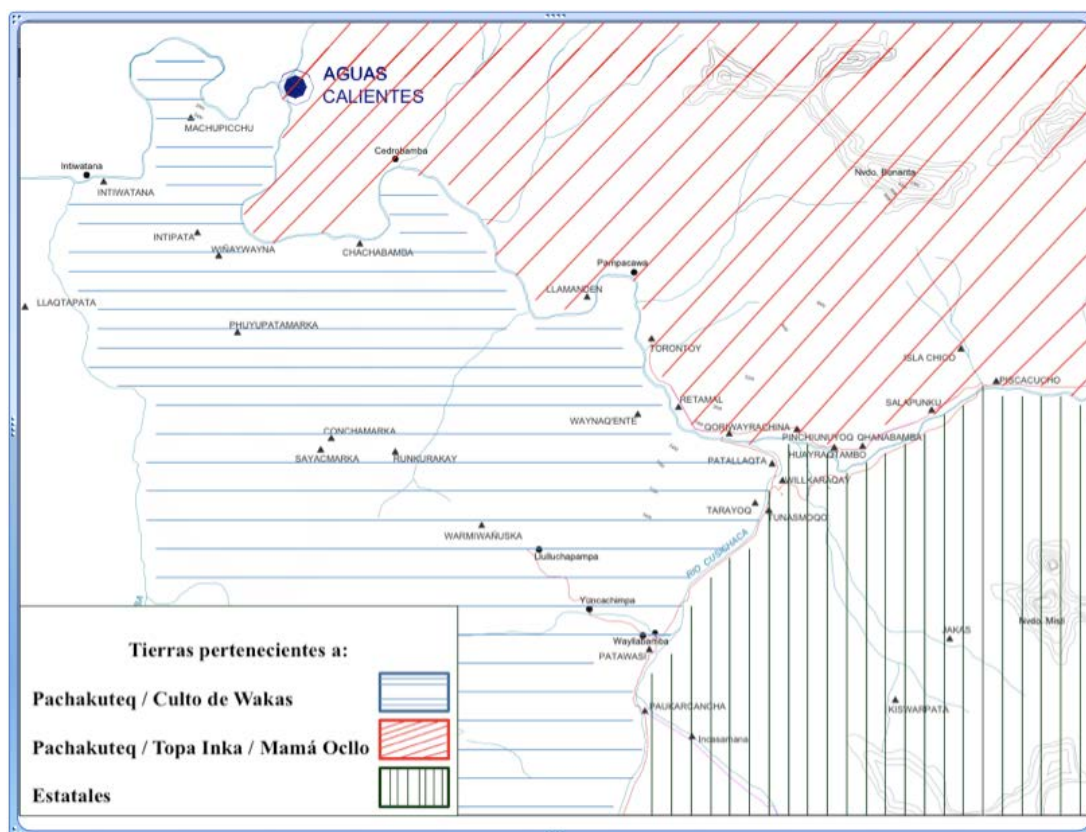 AGUAS
CALIENTES
MACHUPICCHU
Cedrobamba
Intiwatana
INTIWATANA
Nvdo. Bonanta
INTIPATA
WIÑAYWAYNA
CHACHABAMBA
Pampacawa
LLAMANDEN
LLAQTAPATA
PHUYUPATAMARKA
TORONTOY
ISLA CHICO
PISCACUCHO
RETAMAL
SALAPUNKU
WAYNAQ'ENTE
QORIWAYRACHINA
CONCHAMARKA
PINCHIUNUYOQ
QHANABAMBA
SAYACMARKA
RUNKURAKAY
HUAYRAQTAMBO
PATALLAQTA
WILLKARAQAY
TARAYOQ
TUNASMOQO
WARMIWAÑUSKA
Llulluchapampa
RIO CUSICHACA
Yuncachimpa
Nvdo. Misti
Wayllabamba
JAKAS
PATAWASI
KISWARPATA
PAUKARCANCHA
Incasamana
Tierras pertenecientes a:
Pachakuteq / Culto de Wakas
Pachakuteq / Topa Inka / Mamá Ocllo
Estatales